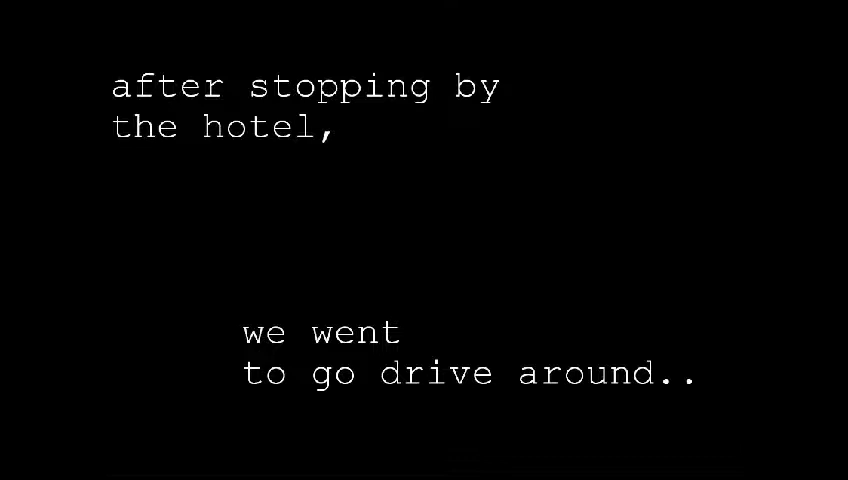 after stopping by
the hotel,
we went
to go drive around..